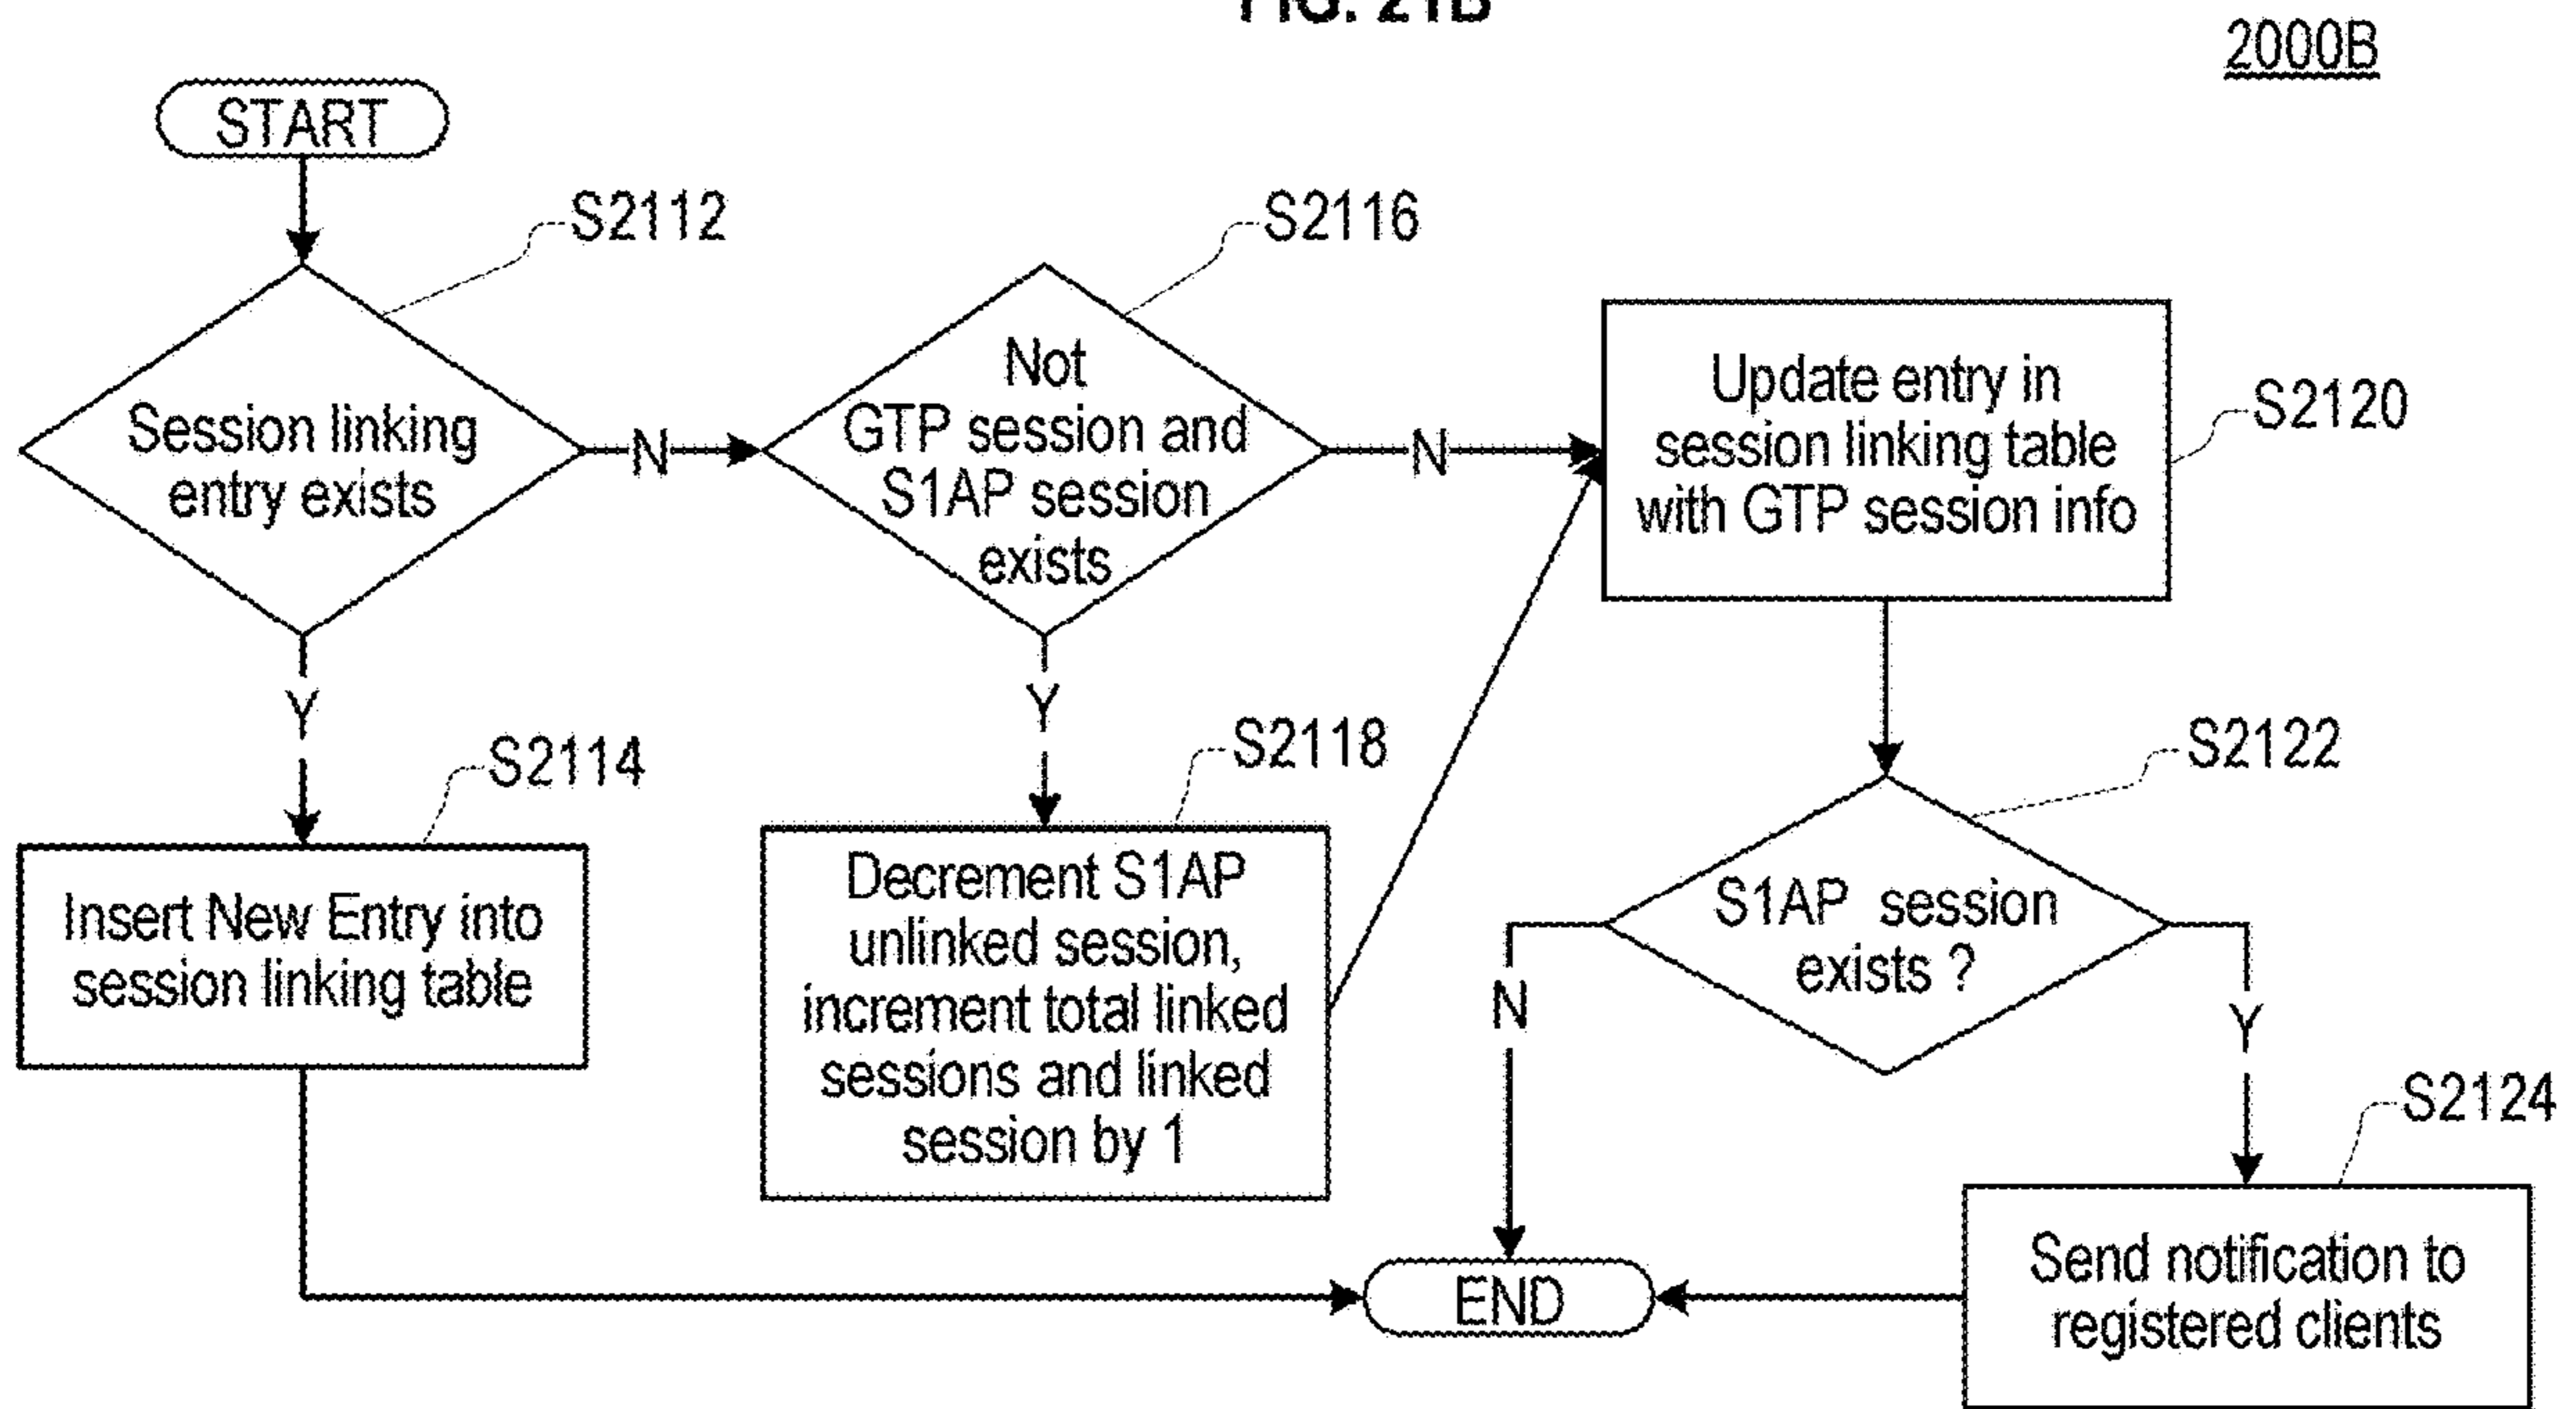 FIG. 21B
2000B
START
S2112
Session linking
entry exists
N
Y
S2114
Insert New Entry into
session linking table
S2116
Not
GTP session and
S1AP session
exists
N
Y
S2118
Decrement S1AP
unlinked session,
increment total linked
sessions and linked
session by 1
S2120
Update entry in
session linking table
with GTP session info
S2122
S1AP session
exists ?
N
Y
S2124
Send notification to
registered clients
END